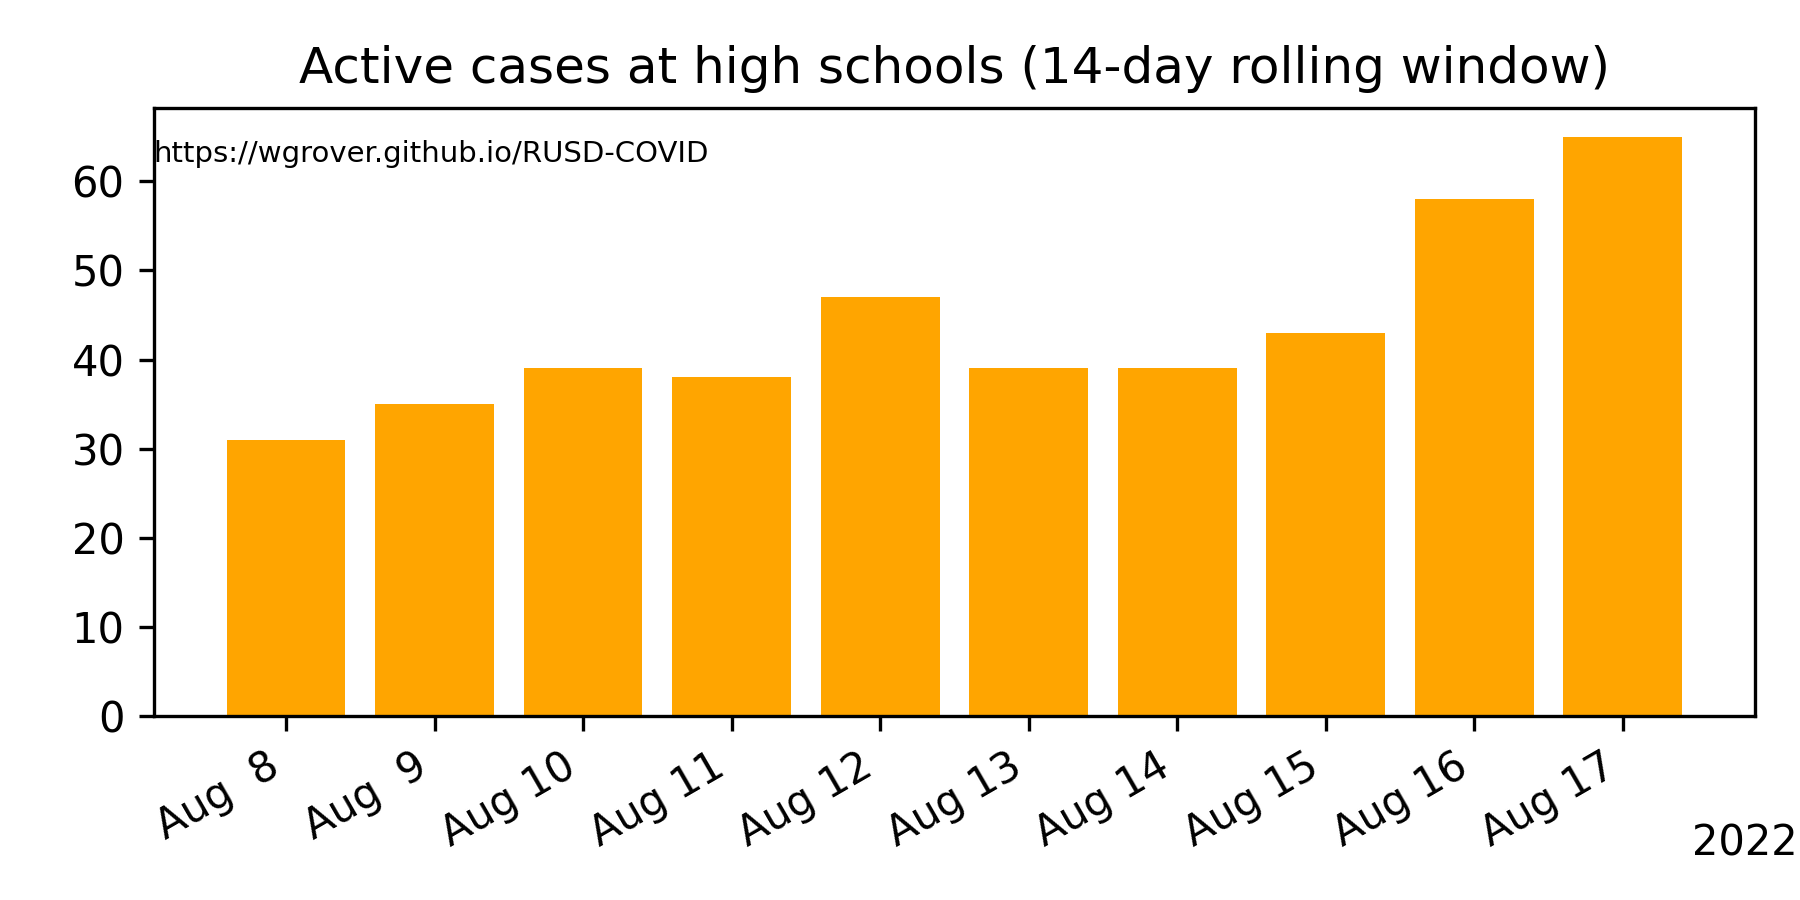 Active cases at high schools (14-day rolling window)
https://wgrover.github.io/RUSD-COVID
60
50
40
30
20
10
0
Aug 8
Aug 9
Aug 10
Aug 11
Aug 12
Aug 13
Aug 14
Aug 15
Aug 16
Aug 17
2022